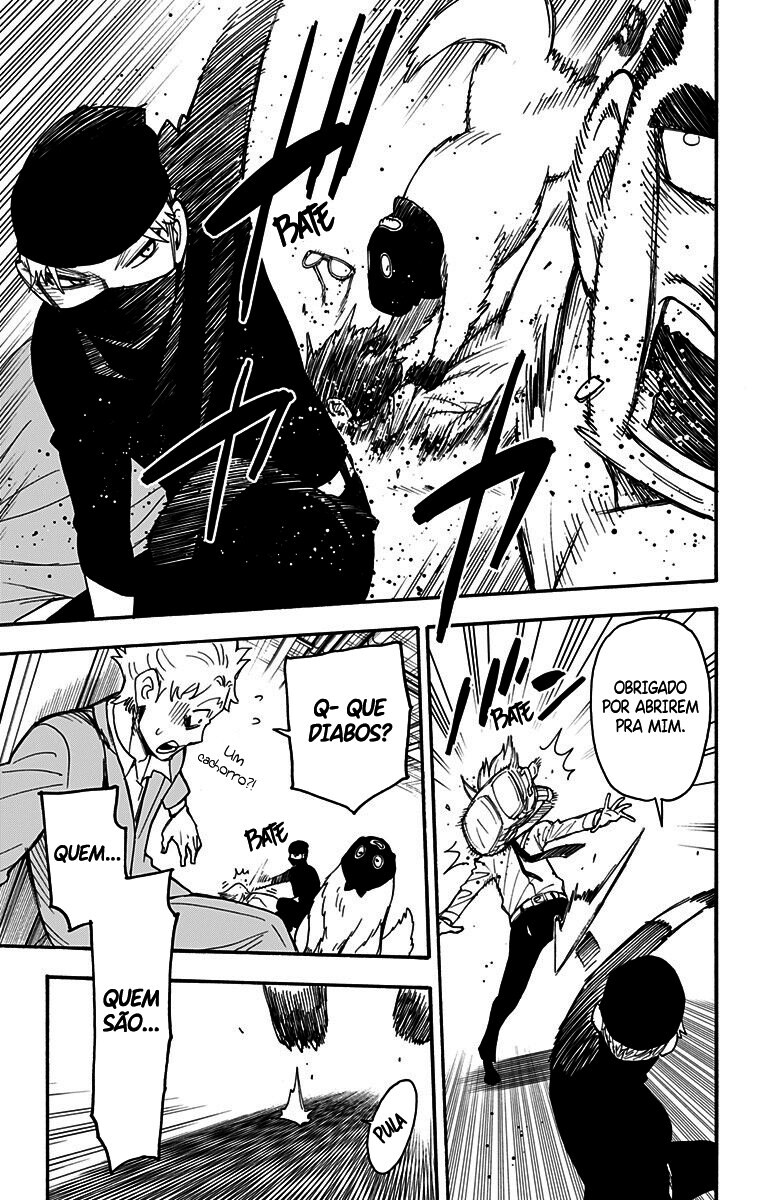 BATE
BATE
OBRIGADO
POR ABRIREM
PRA MIM.
Q- QUE
DIABOS?
UM
cachorro?!
BATE
QUEM...
QUEM
SÃO...
PULA